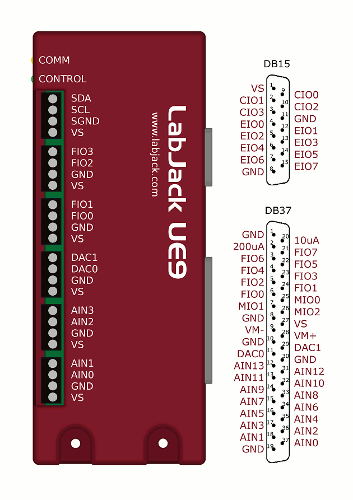 COMM
CONTROL
SDA
SCL
SGND
VS
FIO3
FIO2
GND
VS
FIO1
FIO0
GND
VS
DAC1
DAC0
GND
VS
AIN3
AIN2
GND
VS
AIN1
AIN0
GND
VS
LabJack UE9
www.labjack.com
DB15
VS
CIO1
CIO3
EIO0
EIO2
EIO4
EIO6
GND
CIO0
CIO2
GND
EIO1
EIO3
EIO5
EIO7
DB37
GND
200uA
FIO6
FIO4
FIO2
FIO0
MIO1
GND
VM-
GND
DAC0
AIN13
AIN11
AIN9
AIN7
AIN5
AIN3
AIN1
GND
10uA
FIO7
FIO5
FIO3
FIO1
MIO0
MIO2
VS
VM+
DAC1
GND
AIN12
AIN10
AIN8
AIN6
AIN4
AIN2
AIN0